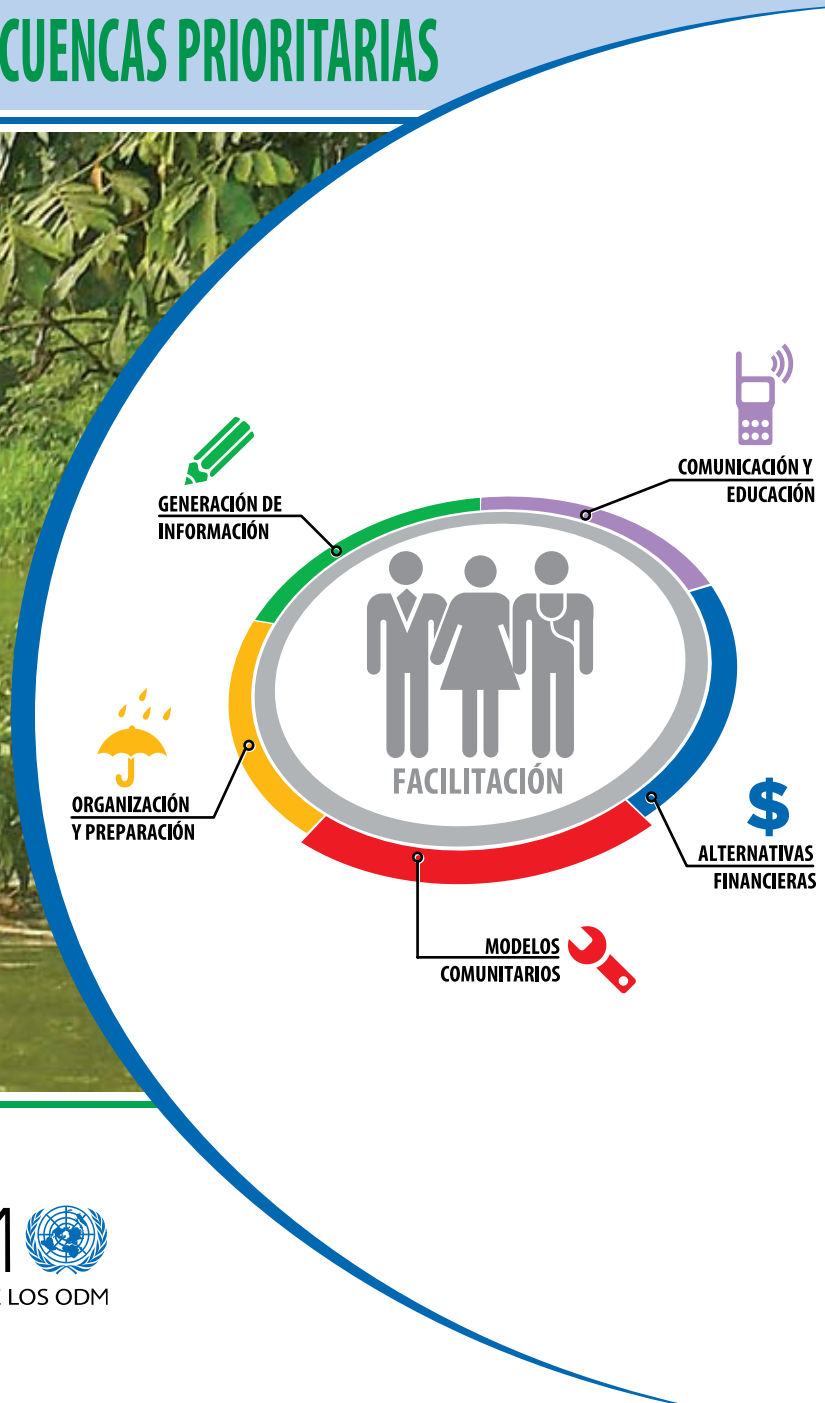 CUENCAS PRIORITARIAS
COMUNICACIÓN Y
EDUCACIÓN
GENERACIÓN DE
INFORMACIÓN
FACILITACIÓN
ORGANIZACIÓN
Y PREPARACIÓN
$
ALTERNATIVAS
FINANCIERAS
MODELOS
COMUNITARIOS
LOS ODM